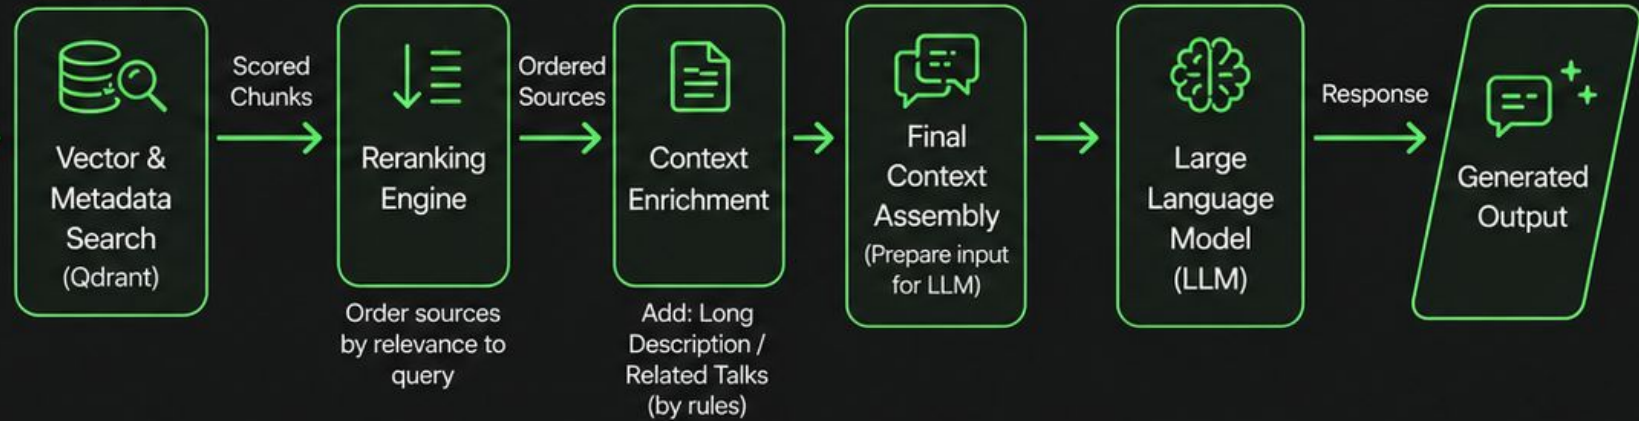 Vector &
Metadata
Search
(Qdrant)
Scored
Chunks
Reranking
Engine
Order sources
by relevance to
query
Ordered
Sources
Context
Enrichment
Add: Long
Description /
Related Talks
(by rules)
Final
Context
Assembly
(Prepare input
for LLM)
Large
Language
Model
(LLM)
Response
Generated
Output